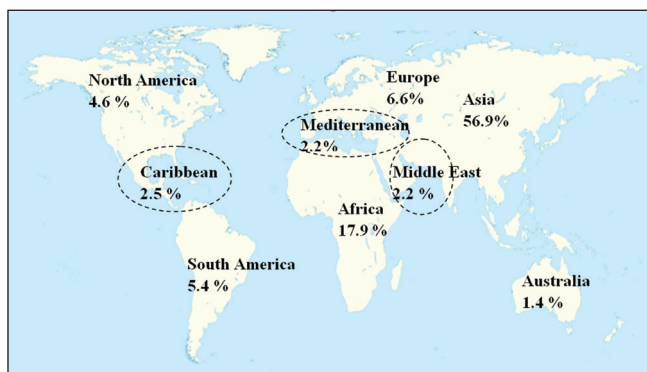 North America
4.6 %
Europe
6.6%
Asia
56.9%
Mediterranean
2.2%
Caribbean
2.5 %
Middle East
2.2 %
Africa
17.9 %
South America
5.4 %
Australia
1.4 %